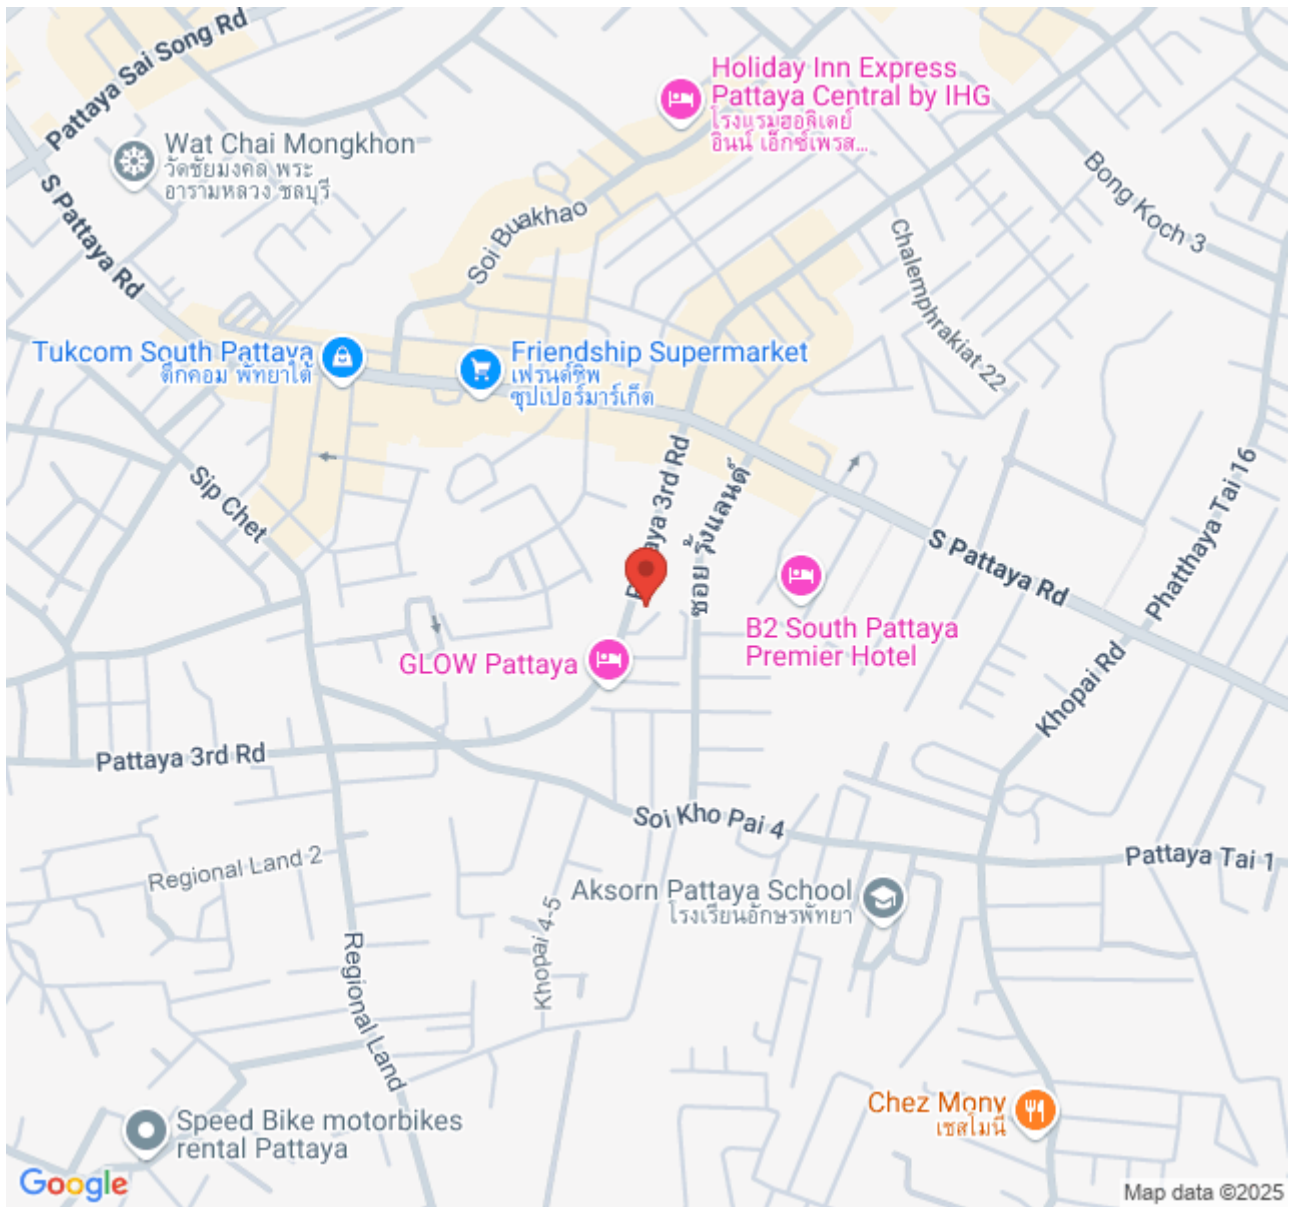 Pattaya Sai Song Rd
Holiday Inn Express
Pattaya Central by IHG
โรงแรมฮอลิเดย์
อินน์ เอ็กซ์เพรส...
Wat Chai Mongkhon
วัดชัยมงคล พระ
อารามหลวง ชลบุรี
S Pattaya Rd
Soi Buakhao
Bong Koch 3
Chalemphrakiat 22
Tukcom South Pattaya
ตึกคอม พัทยาใต้
Friendship Supermarket
เฟรนด์ชิพ
ซุปเปอร์มาร์เก็ต
Sip Chet
3rd Rd
ซอย วู้งแลนด์
Phatthaya Tai 16
S Pattaya Rd
B2 South Pattaya
Premier Hotel
GLOW Pattaya
Khopai Rd
Pattaya 3rd Rd
Soi Kho Pai 4
Pattaya Tai 1
Regional Land 2
Aksorn Pattaya School
โรงเรียนอักษรพัทยา
Khopai 4-5
Regional Land
Chez Mony
เชสโมนี
Speed Bike motorbikes
rental Pattaya
Google
Map data ©2025